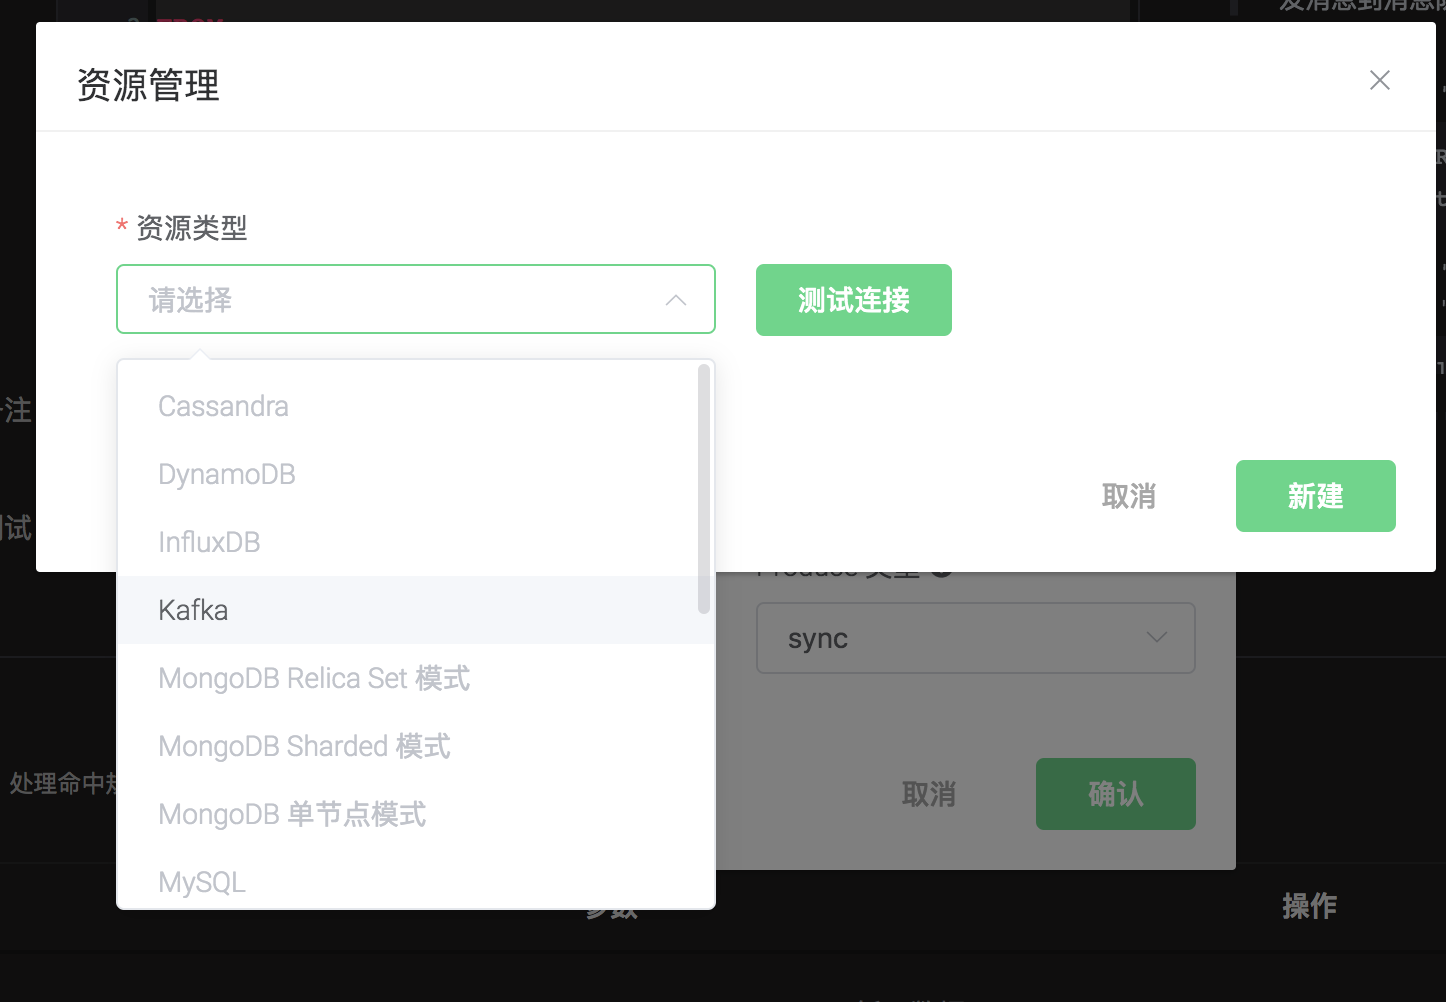 资源管理
* 资源类型
请选择
测试连接
Cassandra
DynamoDB
InfluxDB
Kafka
MongoDB Relica Set 模式
MongoDB Sharded 模式
MongoDB 单节点模式
MySQL
取消
新建
注
试
sync
处理命中
取消
确认
参数
操作